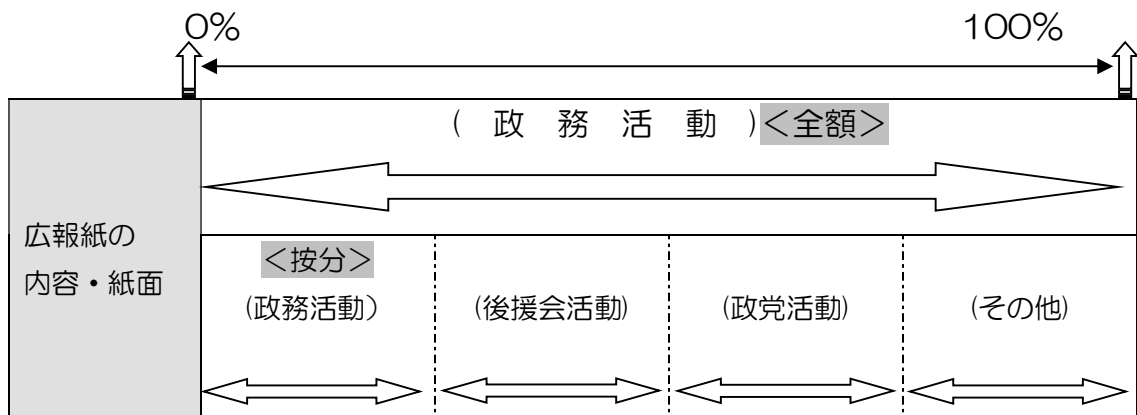 0% 100%
( 政 務 活 動 )<全額>
広報紙の
内容・紙面
<按分>
(政務活動) (後援会活動) (政党活動) (その他)